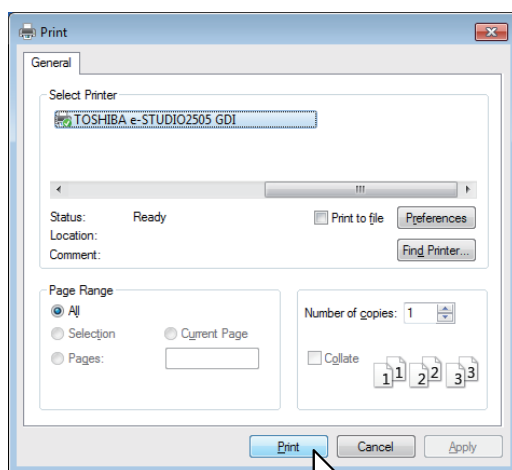 Print
General
Select Printer
TOSHIBA e-STUDIO2505 GDI
Status: Ready
Print to file
Preferences
Location:
Comment:
Find Printer...
Page Range
All
Selection
Current Page
Pages:
Number of copies: 1
Collate
1 1 2 2 3 3
Print
Cancel
Apply